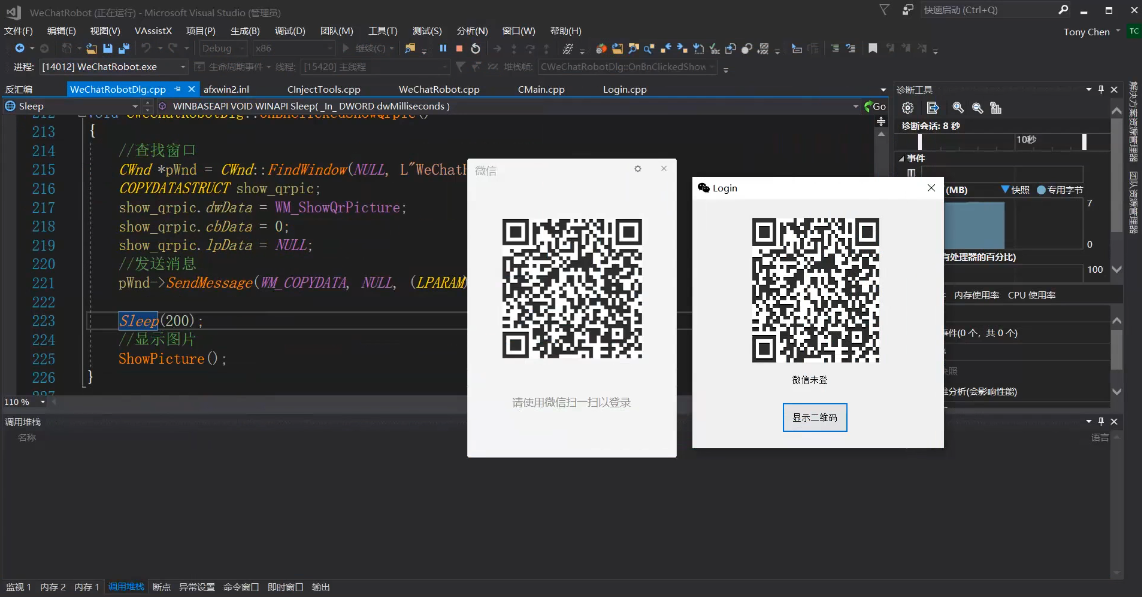 WeChatRobot (正在运行) - Microsoft Visual Studio (管理员)
快速启动 (Ctrl+Q)
文件(F) 编辑(E) 视图(V) VAssistX 项目(P) 生成(B) 调试(D) 团队(M) 工具(T) 测试(S) 分析(N) 窗口(W) 帮助(H)
Tony Chen TC
Debug x86 继续(C)
进程: [14012] WeChatRobot.exe 生命周期事件 线程: [15420] 主线程 堆栈帧: CWeChatRobotDlg::OnBnClickedShow
反汇编 WeChatRobotDlg.cpp afxwin2.inl CInjectTools.cpp WeChatRobot.cpp CMain.cpp Login.cpp
Sleep WINBASEAPI VOID WINAPI Sleep( _In_ DWORD dwMilliseconds ) Go
213 {
214 //查找窗口
215 CWnd *pWnd = CWnd::FindWindow(NULL, L"WeChatH
216 COPYDATASTRUCT show_qrpic;
217 show_qrpic.dwData = WM_ShowQrPicture;
218 show_qrpic.cbData = 0;
219 show_qrpic.lpData = NULL;
220 //发送消息
221 pWnd->SendMessage(WM_COPYDATA, NULL, (LPARAM)
222
223 Sleep(200);
224 //显示图片
225 ShowPicture();
226 }
110 %
调用堆栈
名称
语言
监视 1 内存 2 内存 1 调用堆栈 断点 异常设置 命令窗口 即时窗口 输出
微信
请使用微信扫一扫以登录
Login
微信未登
显示二维码
诊断工具
诊断会话: 8 秒
10秒
事件
(MB) 快照 专用字节
7
0
有处理器的百分比)
100
内存使用率 CPU 使用率
件(0 个，共 0 个)
分析(会影响性能)
解决方案资源管理器
团队资源管理器